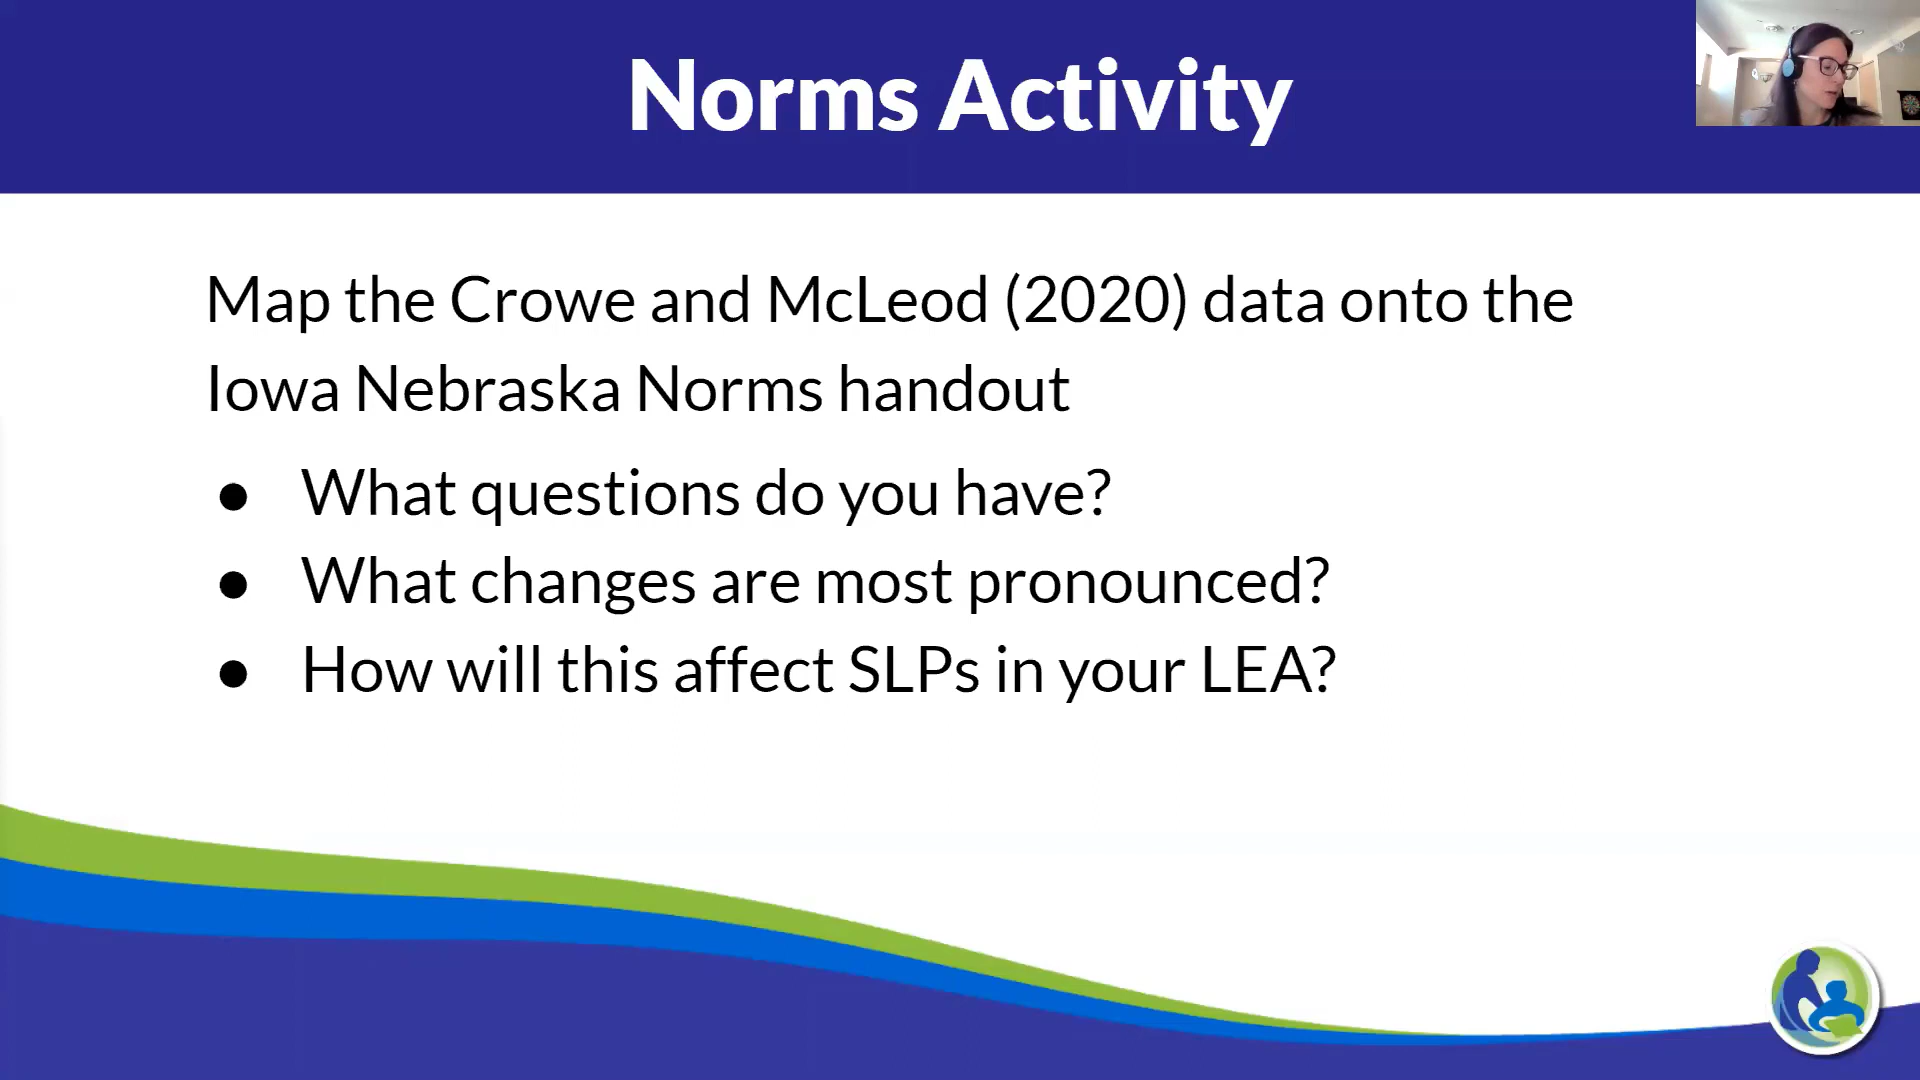 Norms Activity
Map the Crowe and McLeod (2020) data onto the
Iowa Nebraska Norms handout
● What questions do you have?
● What changes are most pronounced?
● How will this affect SLPs in your LEA?